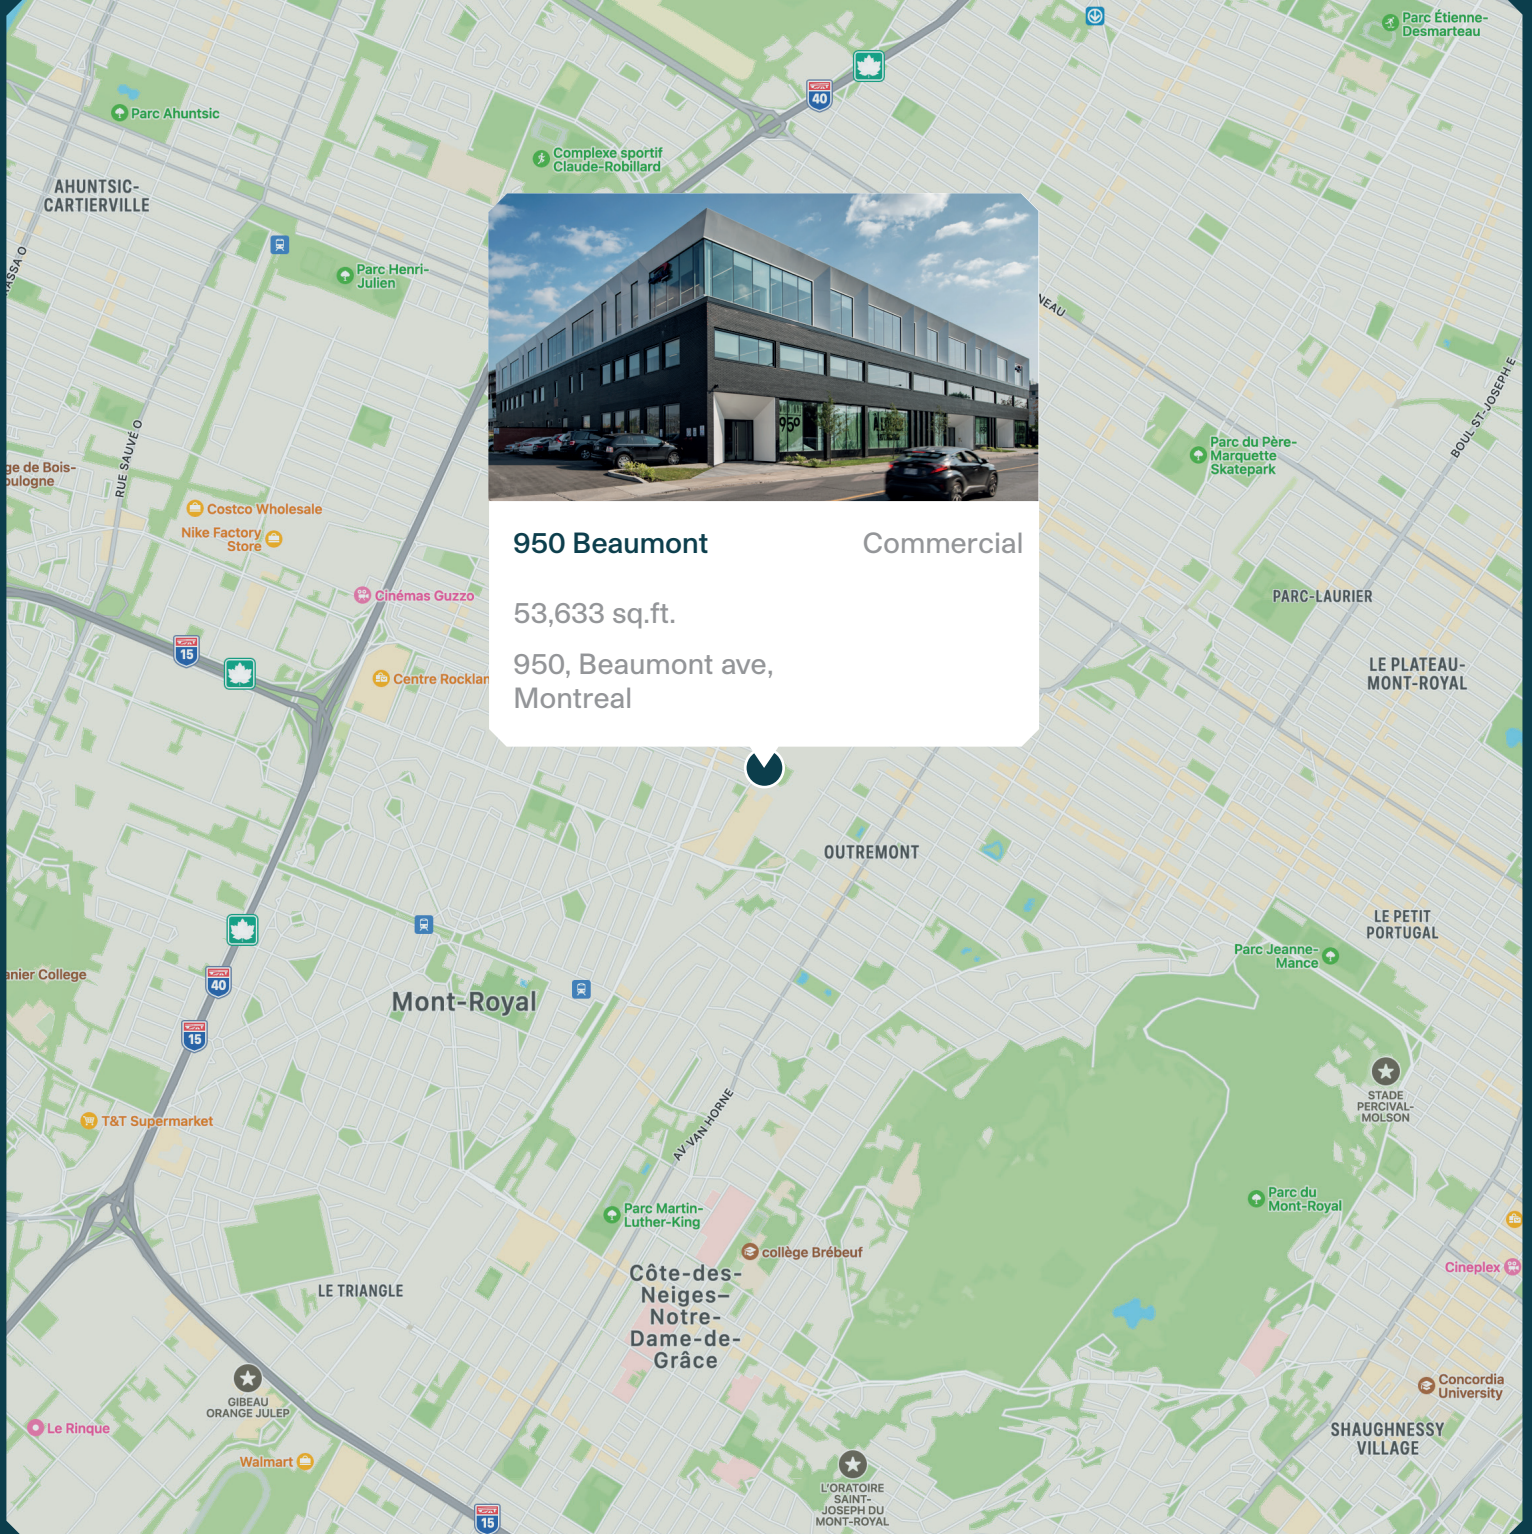 Parc Étienne-
Desmarteau
40
Parc Ahuntsic
Complexe sportif
Claude-Robillard
AHUNTSIC-
CARTIERVILLE
Parc Henri-
Julien
950
950 Beaumont
Commercial
53,633 sq.ft.
950, Beaumont ave,
Montreal
RUE SAUVÉ O
BOUL ST-JOSEPH E
Parc du Père-
Marquette
Skatepark
Costco Wholesale
Nike Factory
Store
Cinémas Guzzo
PARC-LAURIER
15
Centre Rocklan
LE PLATEAU-
MONT-ROYAL
OUTREMONT
LE PETIT
PORTUGAL
Parc Jeanne-
Mance
anier College
40
Mont-Royal
15
STADE
PERCIVAL-
MOLSON
T&T Supermarket
AV VAN HORNE
Parc du
Mont-Royal
Parc Martin-
Luther-King
collège Brébeuf
Cineplex
Côte-des-
Neiges–
Notre-
Dame-de-
Grâce
LE TRIANGLE
GIBEAU
ORANGE JULEP
Concordia
University
Le Rinque
SHAUGHNESSY
VILLAGE
Walmart
L'ORATOIRE
SAINT-
JOSEPH DU
MONT-ROYAL
15